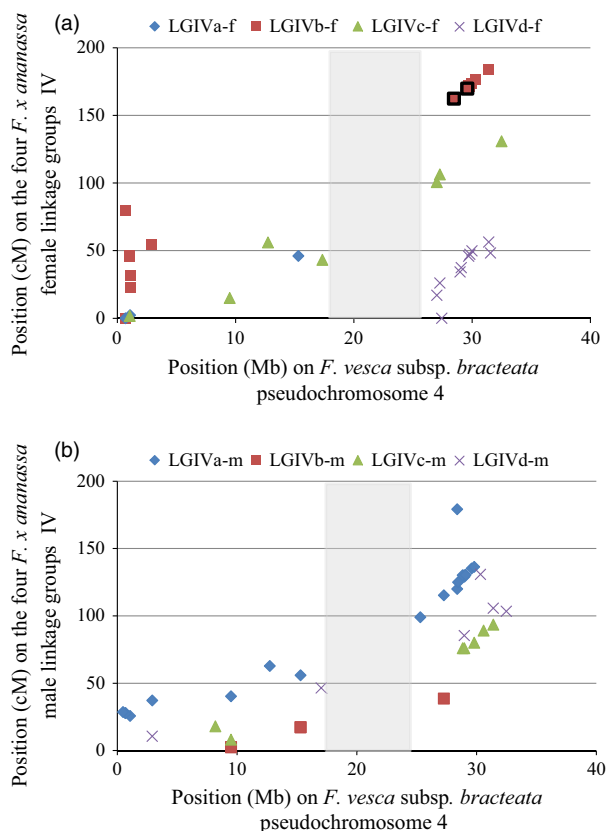 (a)
LGIVa-f LGIVb-f LGIVc-f LGIVd-f
Position (cM) on the four F. x ananassa
female linkage groups IV
200
150
100
50
0
0 10 20 30 40
Position (Mb) on F. vesca subsp. bracteata
pseudochromosome 4
(b)
LGIVa-m LGIVb-m LGIVc-m LGIVd-m
Position (cM) on the four F. x ananassa
male linkage groups IV
200
150
100
50
0
0 10 20 30 40
Position (Mb) on F. vesca subsp. bracteata
pseudochromosome 4